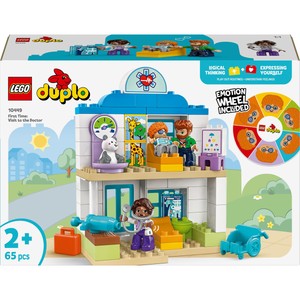 LEGO
duplo
LOGICAL THINKING
+
EXPRESSING YOURSELF
10449
First Time:
Visit to the Doctor
EMOTION
WHEEL
INCLUDED
2+
65 pcs